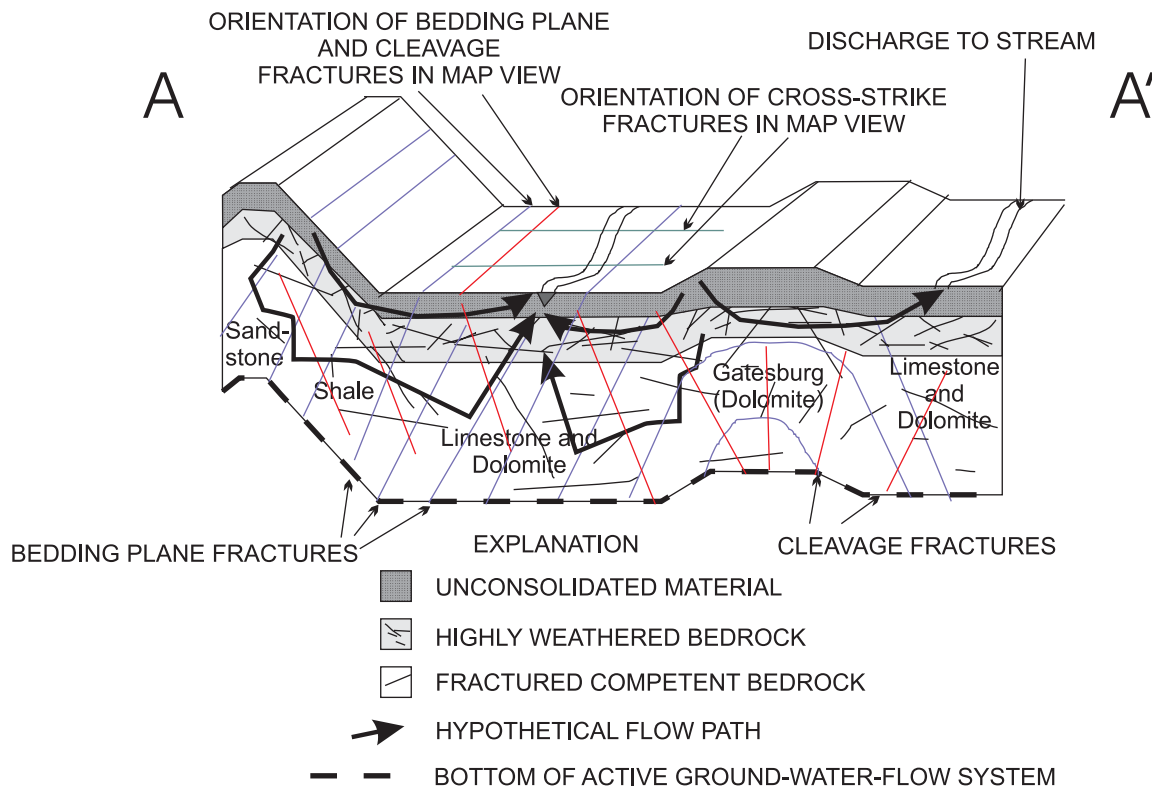 ORIENTATION OF BEDDING PLANE
AND CLEAVAGE
FRACTURES IN MAP VIEW
DISCHARGE TO STREAM
A
A'
ORIENTATION OF CROSS-STRIKE
FRACTURES IN MAP VIEW
Sand-
stone
Shale
Limestone and
Dolomite
Gatesburg
(Dolomite)
Limestone
and
Dolomite
BEDDING PLANE FRACTURES
EXPLANATION
CLEAVAGE FRACTURES
UNCONSOLIDATED MATERIAL
HIGHLY WEATHERED BEDROCK
FRACTURED COMPETENT BEDROCK
HYPOTHETICAL FLOW PATH
BOTTOM OF ACTIVE GROUND-WATER-FLOW SYSTEM